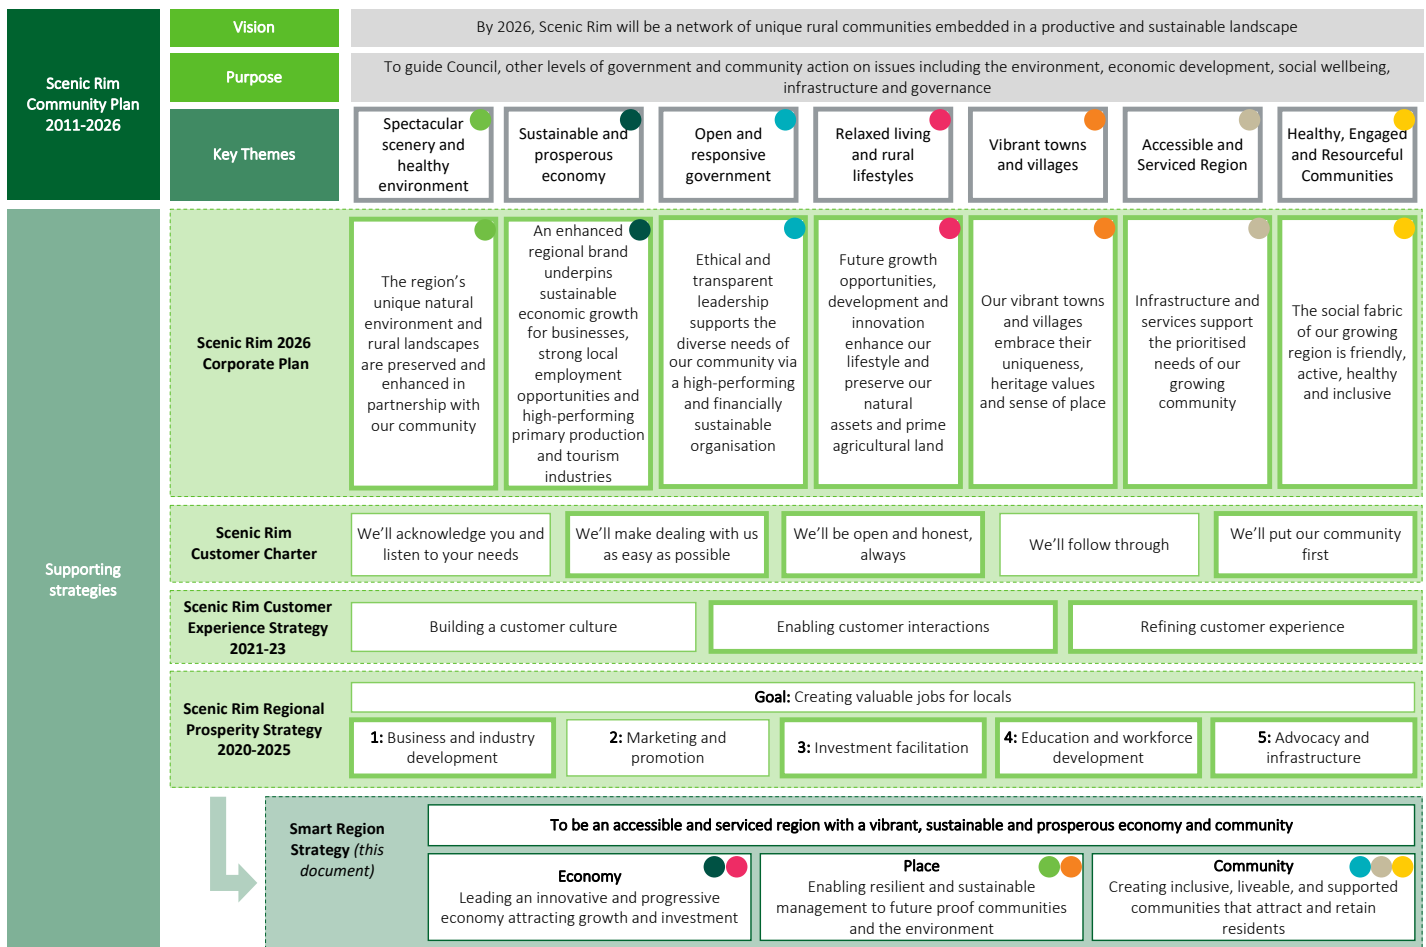 Scenic Rim
Community Plan
2011-2026
Vision
By 2026, Scenic Rim will be a network of unique rural communities embedded in a productive and sustainable landscape
Purpose
To guide Council, other levels of government and community action on issues including the environment, economic development, social wellbeing,
infrastructure and governance
Key Themes
Spectacular
scenery and
healthy
environment
Sustainable and
prosperous
economy
Open and
responsive
government
Relaxed living
and rural
lifestyles
Vibrant towns
and villages
Accessible and
Serviced Region
Healthy, Engaged
and Resourceful
Communities
Supporting
strategies
Scenic Rim 2026
Corporate Plan
The region's
unique natural
environment and
rural landscapes
are preserved and
enhanced in
partnership with
our community
An enhanced
regional brand
underpins
sustainable
economic growth
for businesses,
strong local
employment
opportunities and
high-performing
primary production
and tourism
industries
Ethical and
transparent
leadership
supports the
diverse needs of
our community via
a high-performing
and financially
sustainable
organisation
Future growth
opportunities,
development and
innovation
enhance our
lifestyle and
preserve our
natural
assets and prime
agricultural land
Our vibrant towns
and villages
embrace their
uniqueness,
heritage values
and sense of place
Infrastructure and
services support
the prioritised
needs of our
growing
community
The social fabric
of our growing
region is friendly,
active, healthy
and inclusive
Scenic Rim
Customer Charter
We'll acknowledge you and
listen to your needs
We'll make dealing with us
as easy as possible
We'll be open and honest,
always
We'll follow through
We'll put our community
first
Scenic Rim Customer
Experience Strategy
2021-23
Building a customer culture
Enabling customer interactions
Refining customer experience
Scenic Rim Regional
Prosperity Strategy
2020-2025
Goal: Creating valuable jobs for locals
1: Business and industry
development
2: Marketing and
promotion
3: Investment facilitation
4: Education and workforce
development
5: Advocacy and
infrastructure
Smart Region
Strategy (this
document)
To be an accessible and serviced region with a vibrant, sustainable and prosperous economy and community
Economy
Leading an innovative and progressive
economy attracting growth and investment
Place
Enabling resilient and sustainable
management to future proof communities
and the environment
Community
Creating inclusive, liveable, and supported
communities that attract and retain
residents